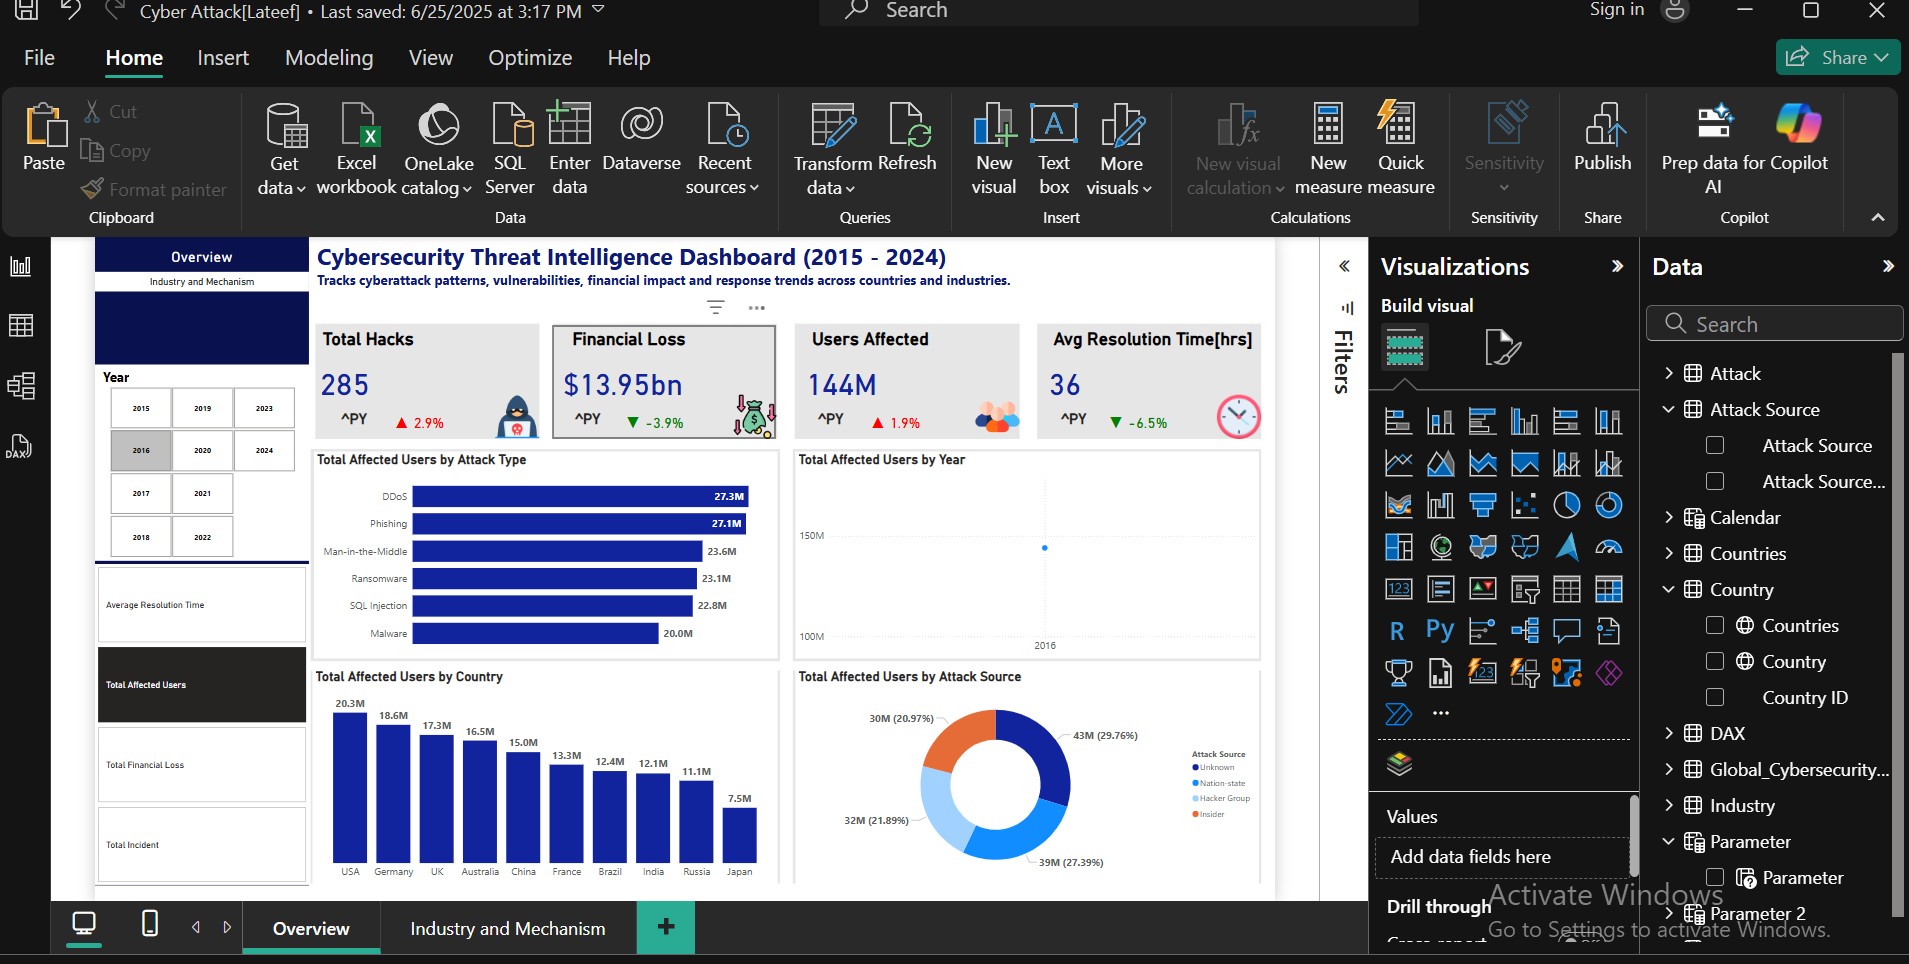 Cyber Attack[Lateef] • Last saved: 6/25/2025 at 3:17 PM
Search
Sign in
File
Home
Insert
Modeling
View
Optimize
Help
Share
Paste
Cut
Copy
Format painter
Clipboard
Get data
Excel workbook
OneLake catalog
SQL Server
Enter data
Dataverse
Recent sources
Data
Transform data
Refresh
Queries
New visual
Text box
More visuals
Insert
New visual calculation
New measure
Quick measure
Calculations
Sensitivity
Sensitivity
Publish
Share
Prep data for AI
Copilot
Copilot
DAX
Overview
Industry and Mechanism
Year
2015
2019
2023
2016
2020
2024
2017
2021
2018
2022
Average Resolution Time
Total Affected Users
Total Financial Loss
Total Incident
Cybersecurity Threat Intelligence Dashboard (2015 - 2024)
Tracks cyberattack patterns, vulnerabilities, financial impact and response trends across countries and industries.
Total Hacks
285
^PY ▲ 2.9%
Financial Loss
$13.95bn
^PY ▼ -3.9%
Users Affected
144M
^PY ▲ 1.9%
Avg Resolution Time[hrs]
36
^PY ▼ -6.5%
Total Affected Users by Attack Type
DDoS 27.3M
Phishing 27.1M
Man-in-the-Middle 23.6M
Ransomware 23.1M
SQL Injection 22.8M
Malware 20.0M
Total Affected Users by Year
150M
100M
2016
Total Affected Users by Country
20.3M
18.6M
17.3M
16.5M
15.0M
13.3M
12.4M
12.1M
11.1M
7.5M
USA
Germany
UK
Australia
China
France
Brazil
India
Russia
Japan
Total Affected Users by Attack Source
30M (20.97%)
43M (29.76%)
32M (21.89%)
39M (27.39%)
Attack Source
Unknown
Nation-state
Hacker Group
Insider
Filters
Visualizations
Build visual
123
R
Py
123
Values
Add data fields here
Drill through
Cross-report
Off
Data
Search
Attack
Attack Source
Attack Source
Attack Source...
Calendar
Countries
Country
Countries
Country
Country ID
DAX
Global_Cybersecurity...
Industry
Parameter
Parameter
Parameter 2
Activate Windows
Go to Settings to activate Windows.
Overview
Industry and Mechanism